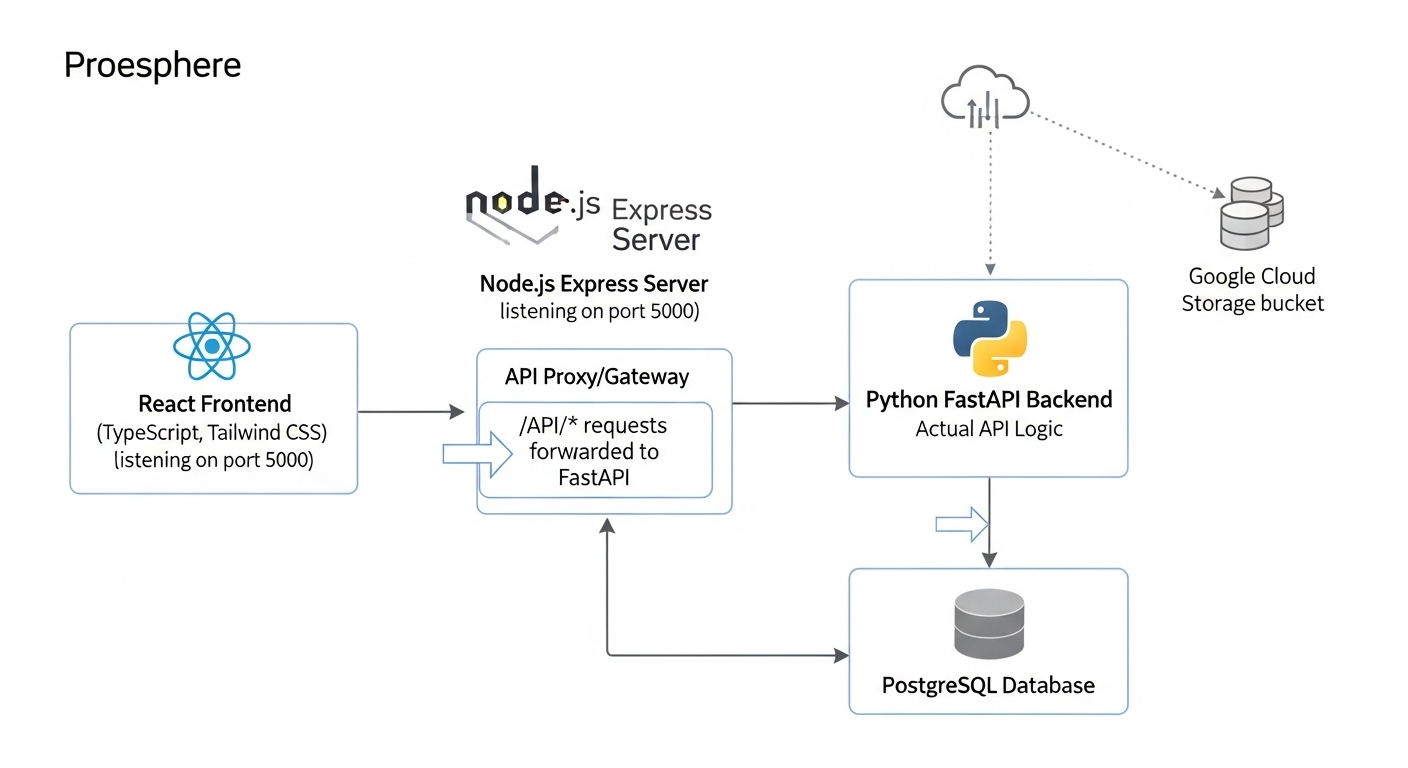 Proesphere
node.js Express
Server
Node.js Express Server
listening on port 5000)
React Frontend
(TypeScript, Tailwind CSS)
listening on port 5000)
API Proxy/Gateway
/API/* requests
forwarded to
FastAPI
Python FastAPI Backend
Actual API Logic
Google Cloud
Storage bucket
PostgreSQL Database